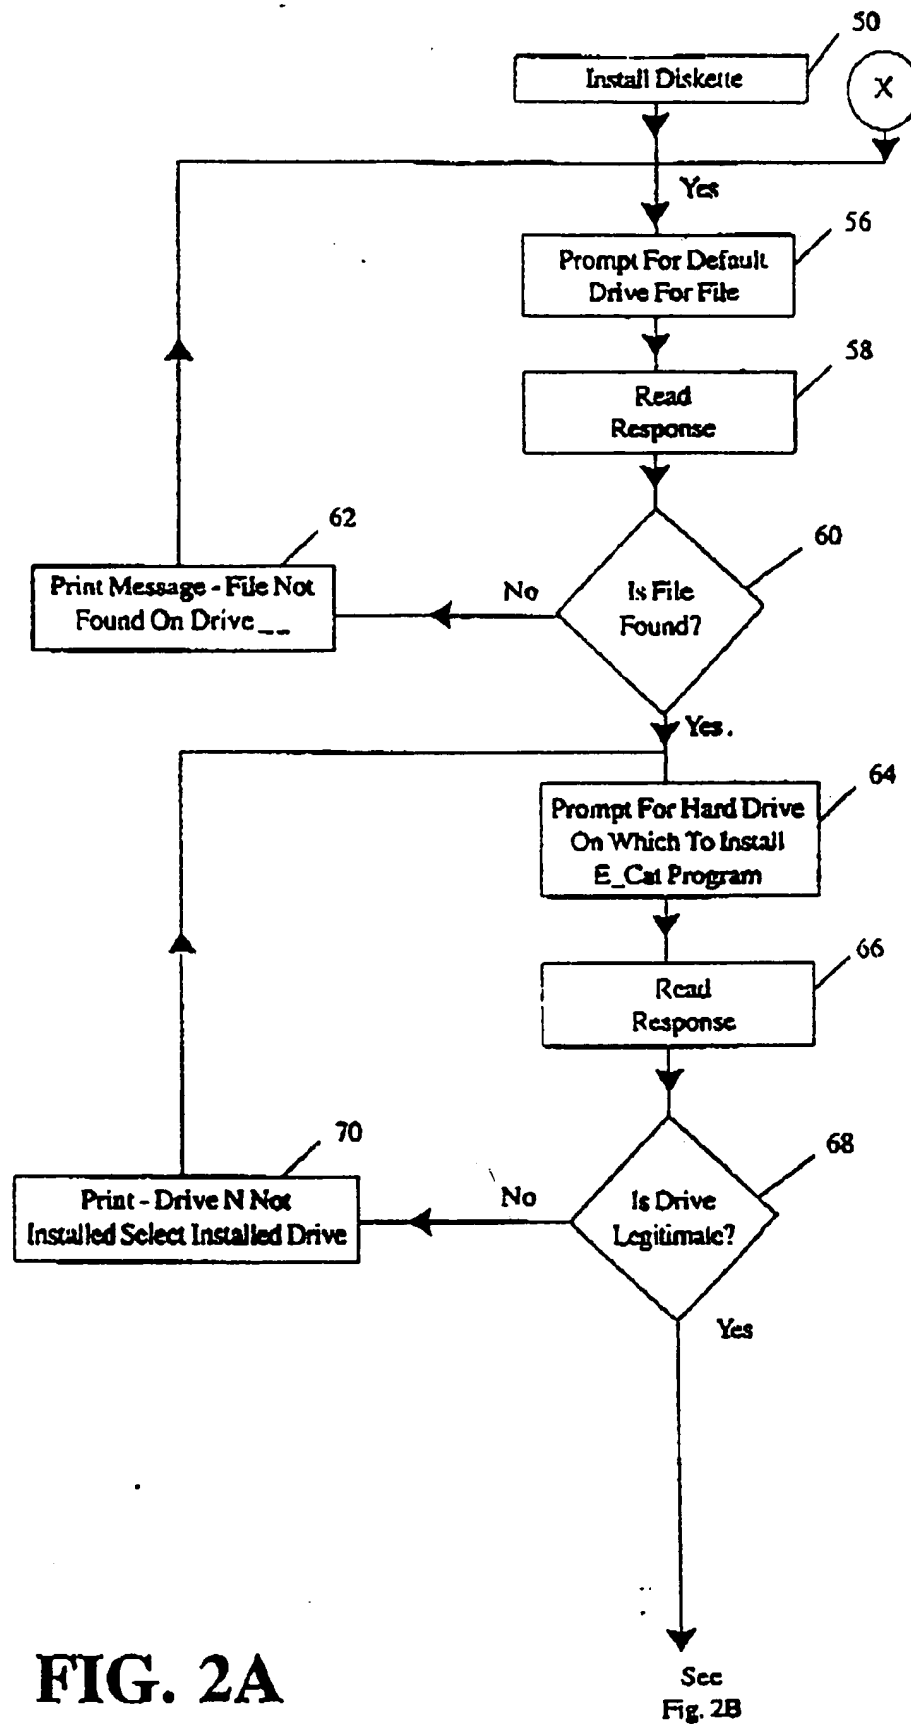 50
Install Diskette
X
Yes
56
Prompt For Default
Drive For File
58
Read
Response
62
60
Print Message - File Not
Found On Drive _ _
No
Is File
Found?
Yes.
64
Prompt For Hard Drive
On Which To Install
E_Cat Program
66
Read
Response
70
68
Print - Drive N Not
Installed Select Installed Drive
No
Is Drive
Legitimate?
Yes
See
Fig. 2B
FIG. 2A